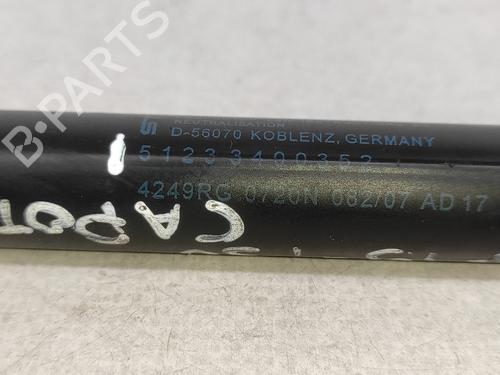 NEUTRALISATION
D-56070 KOBLENZ, GERMANY
51233400352
4249RG 0720N 082/07 AD 17
CAPOT
B-PARTS